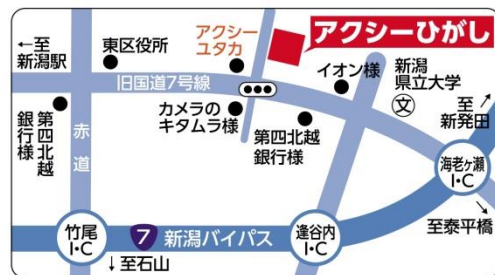 ←至
新潟駅
東区役所
アクシー
ユタカ
アクシーひがし
旧国道7号線
イオン様
新潟
県立大学
文
至↗
新発田
第四北越
銀行様
赤道
カメラの
キタムラ様
第四北越
銀行様
海老ヶ瀬
I・C
↘
至泰平橋
竹尾
I・C
7 新潟バイパス
逢谷内
I・C
↓至石山